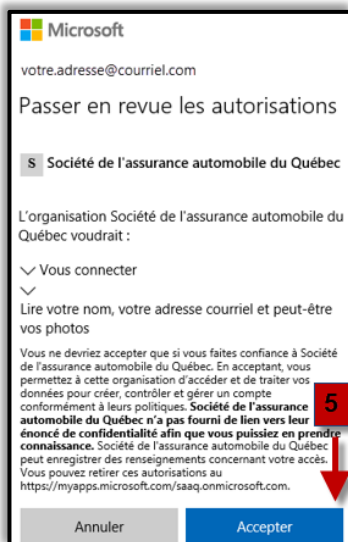 Microsoft
votre.adresse@courriel.com
Passer en revue les autorisations
S Société de l'assurance automobile du Québec
L'organisation Société de l'assurance automobile du
Québec voudrait :
Vous connecter
Lire votre nom, votre adresse courriel et peut-être
vos photos
Vous ne devriez accepter que si vous faites confiance à Société
de l'assurance automobile du Québec. En acceptant, vous
permettez à cette organisation d'accéder et de traiter vos
données pour créer, contrôler et gérer un compte
conformément à leurs politiques. Société de l'assurance
automobile du Québec n'a pas fourni de lien vers leur
énoncé de confidentialité afin que vous puissiez en prendre
connaissance. Société de l'assurance automobile du Québec
peut enregistrer des renseignements concernant votre accès.
Vous pouvez retirer ces autorisations au
https://myapps.microsoft.com/saaq.onmicrosoft.com.
5
Annuler Accepter